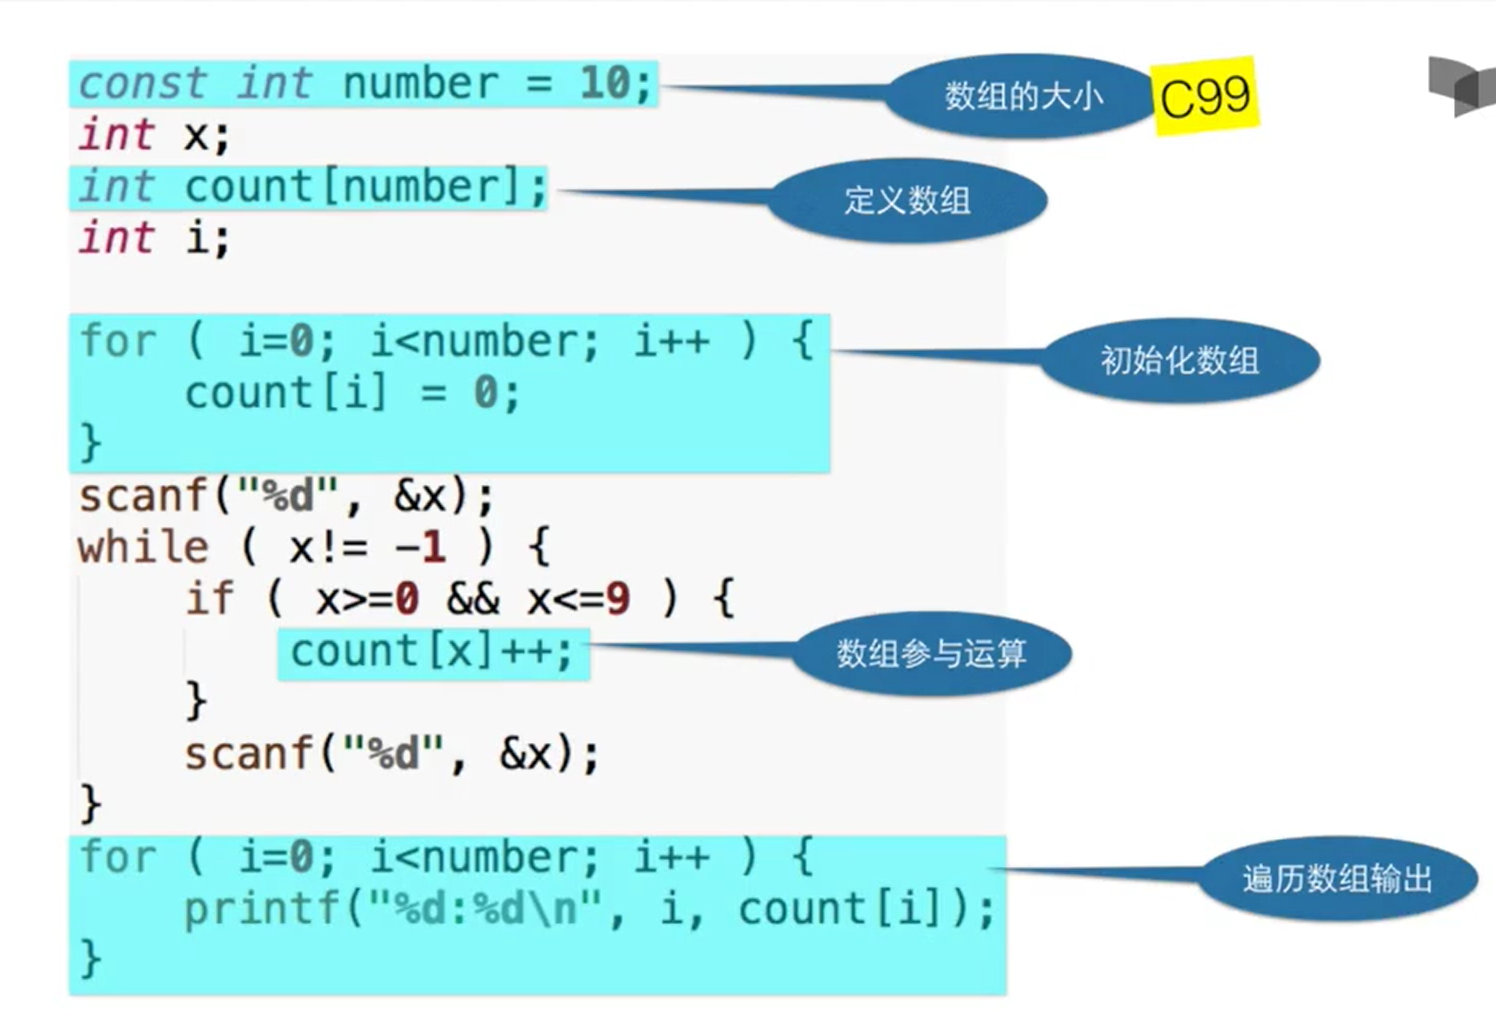 const int number = 10;
数组的大小
C99
int x;
int count[number];
定义数组
int i;
for ( i=0; i<number; i++ ) {
初始化数组
count[i] = 0;
}
scanf("%d", &x);
while ( x!= -1 ) {
if ( x>=0 && x<=9 ) {
count[x]++;
数组参与运算
}
scanf("%d", &x);
}
for ( i=0; i<number; i++ ) {
遍历数组输出
printf("%d:%d\n", i, count[i]);
}